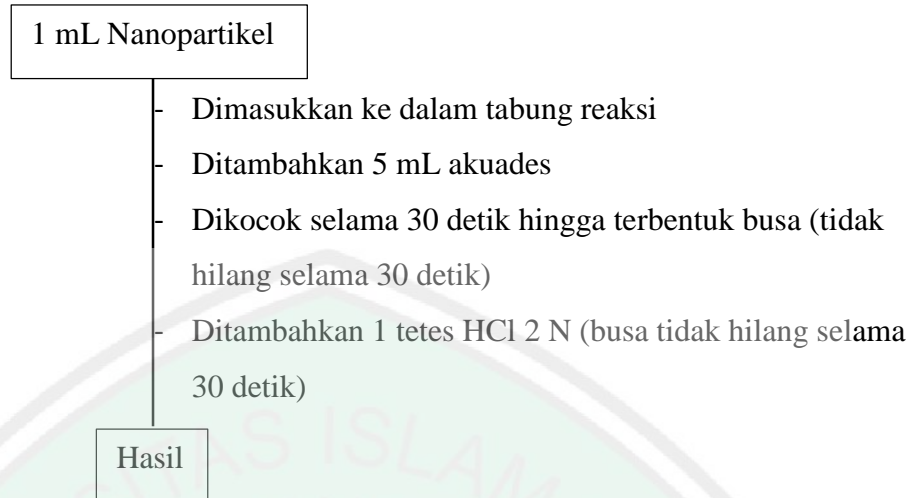 1 mL Nanopartikel
- Dimasukkan ke dalam tabung reaksi
- Ditambahkan 5 mL akuades
- Dikocok selama 30 detik hingga terbentuk busa (tidak
hilang selama 30 detik)
- Ditambahkan 1 tetes HCl 2 N (busa tidak hilang selama
30 detik)
Hasil